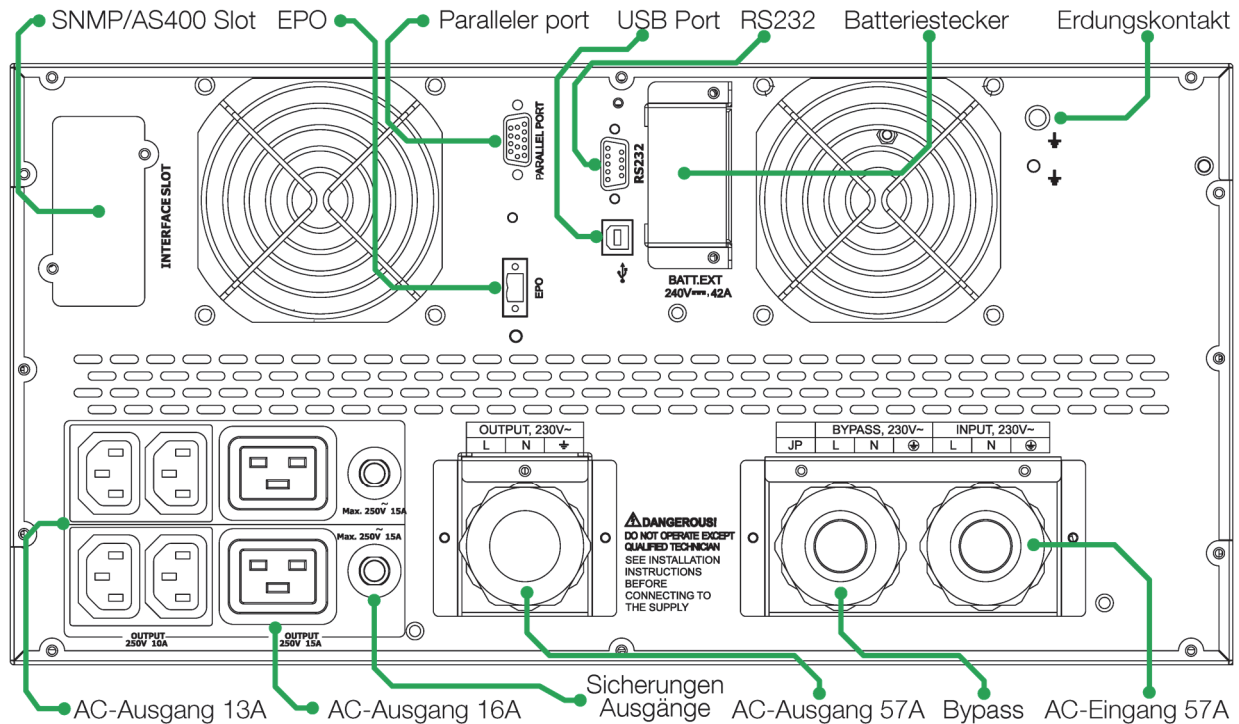 SNMP/AS400 Slot EPO Paralleler port USB Port RS232 Batteriestecker Erdungskontakt
INTERFACE SLOT
PARALLEL PORT
RS232
EPO
BATT.EXT
240V⎓, 42A
OUTPUT, 230V~
L N ⏚
BYPASS, 230V~ INPUT, 230V~
JP L N L N
Max. 250V~ 15A
Max. 250V~ 15A
OUTPUT
250V 10A
OUTPUT
250V 15A
⚠DANGEROUS!
DO NOT OPERATE EXCEPT
QUALIFIED TECHNICIAN
SEE INSTALLATION
INSTRUCTIONS
BEFORE
CONNECTING TO
THE SUPPLY
AC-Ausgang 13A AC-Ausgang 16A
Sicherungen
Ausgänge
AC-Ausgang 57A Bypass AC-Eingang 57A